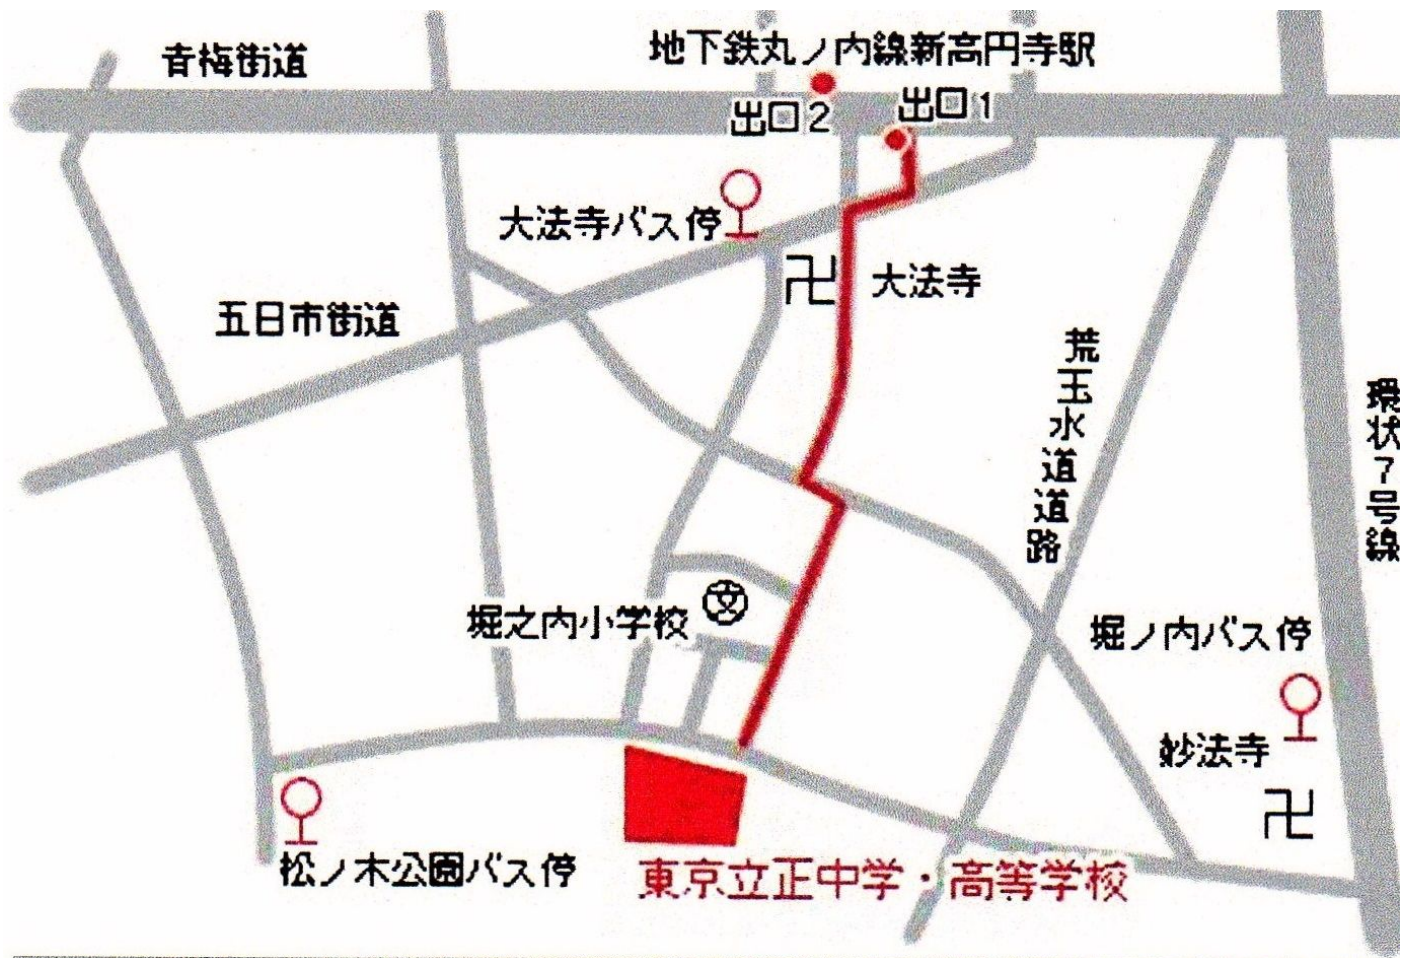 青梅街道
地下鉄丸ノ内線新高円寺駅
出口2
出口1
大法寺バス停
大法寺
五日市街道
荒玉水道道路
環状7号線
堀之内小学校
文
堀ノ内バス停
妙法寺
松ノ木公園バス停
東京立正中学・高等学校